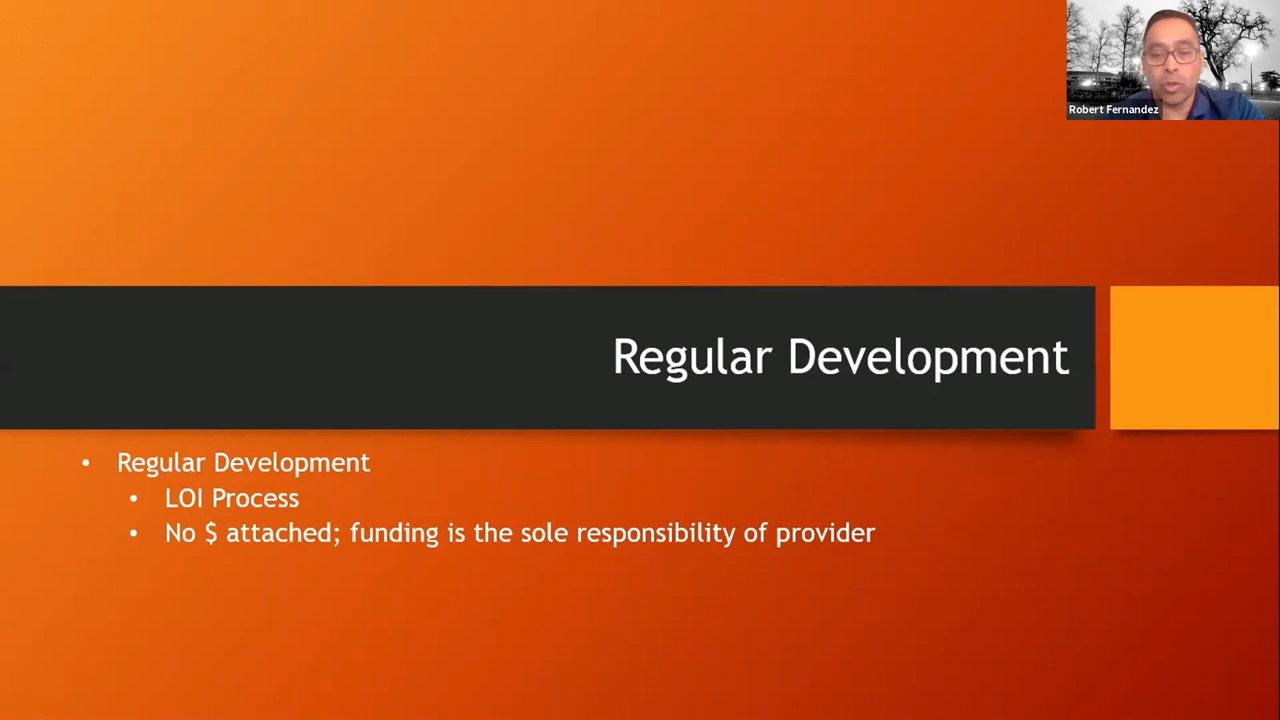 Robert Fernandez
Regular Development
• Regular Development
• LOI Process
• No $ attached; funding is the sole responsibility of provider